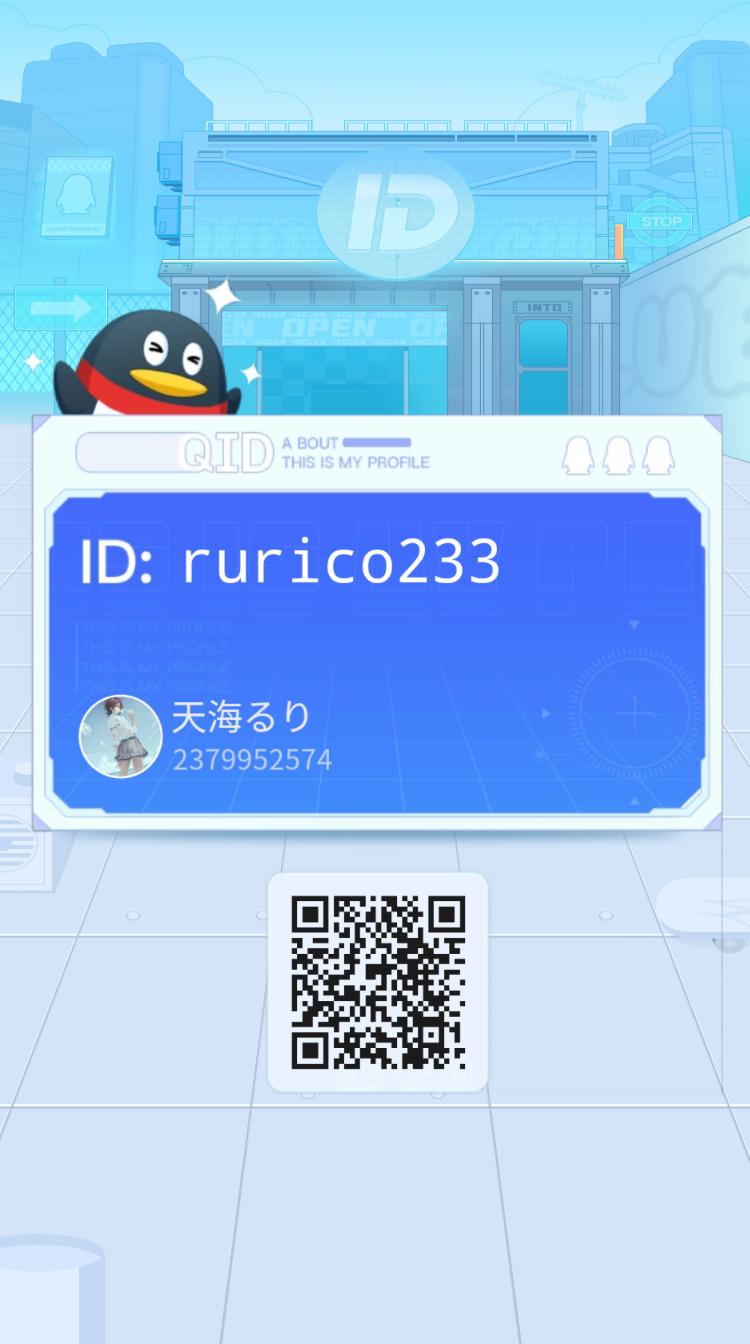 ID
STOP
INTO
OPEN
QID
A BOUT
THIS IS MY PROFILE
ID: rurico233
THIS IS MY PROFILE
THIS IS MY PROFILE
THIS IS MY PROFILE
THIS IS MY PROFILE
天海るり
2379952574